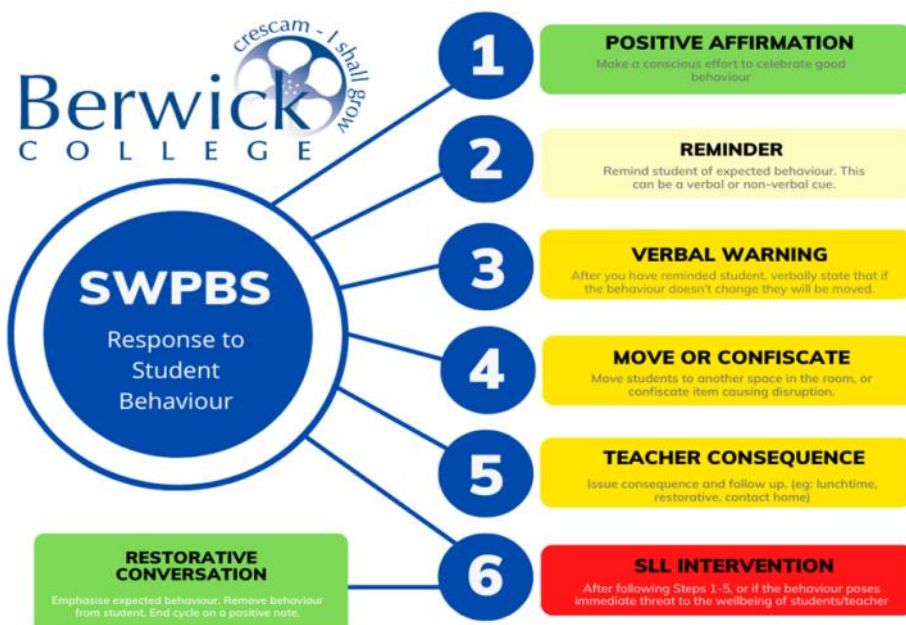 crescam - I shall grow
Berwick
COLLEGE
SWPBS
Response to
Student
Behaviour
1
POSITIVE AFFIRMATION
Make a conscious effort to celebrate good
behaviour
2
REMINDER
Remind student of expected behaviour. This
can be a verbal or non-verbal cue.
3
VERBAL WARNING
After you have reminded student, verbally state that if
the behaviour doesn't change they will be moved.
4
MOVE OR CONFISCATE
Move students to another space in the room, or
confiscate item causing disruption.
5
TEACHER CONSEQUENCE
Issue consequence and follow up. (eg: lunchtime,
restorative, contact home)
6
SLL INTERVENTION
After following Steps 1-5, or if the behaviour poses
immediate threat to the wellbeing of students/teacher
RESTORATIVE
CONVERSATION
Emphasise expected behaviour. Remove behaviour
from student. End cycle on a positive note.